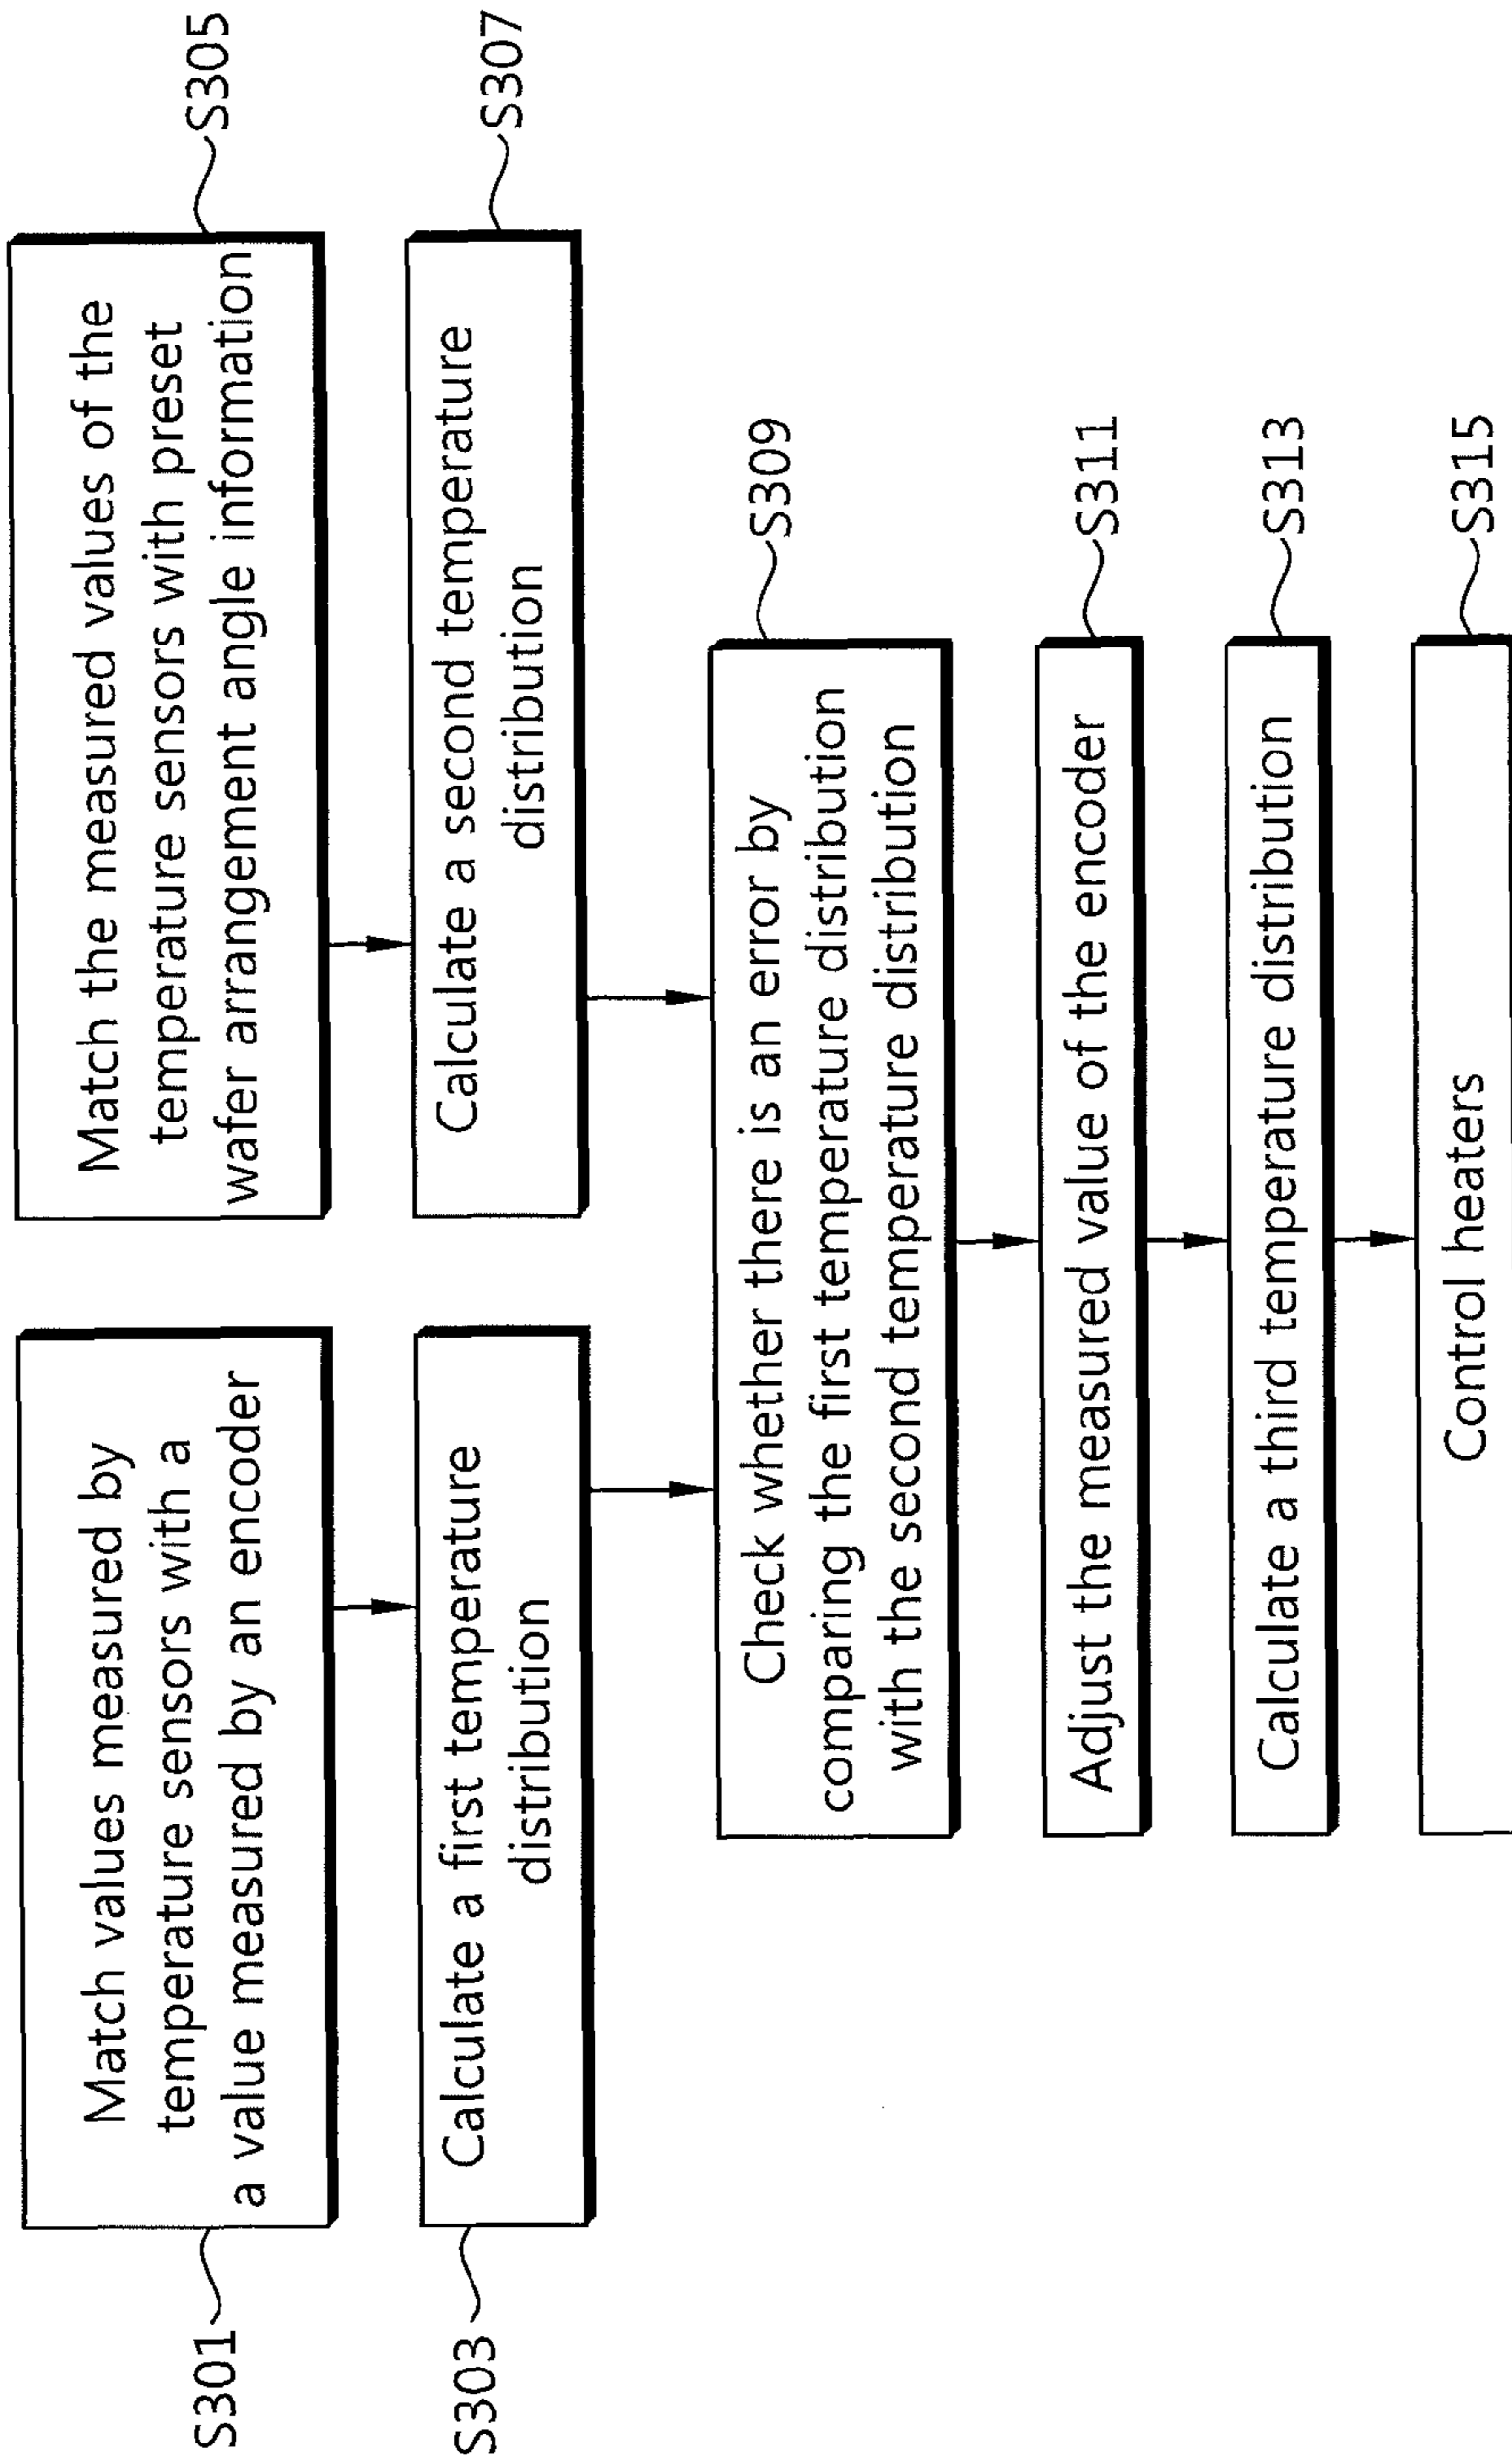 S301
Match values measured by
temperature sensors with a
a value measured by an encoder
S303
Calculate a first temperature
distribution
Match the measured values of the
temperature sensors with preset
wafer arrangement angle information
S305
Calculate a second temperature
distribution
S307
Check whether there is an error by
comparing the first temperature distribution
with the second temperature distribution
S309
Adjust the measured value of the encoder
S311
Calculate a third temperature distribution
S313
Control heaters
S315